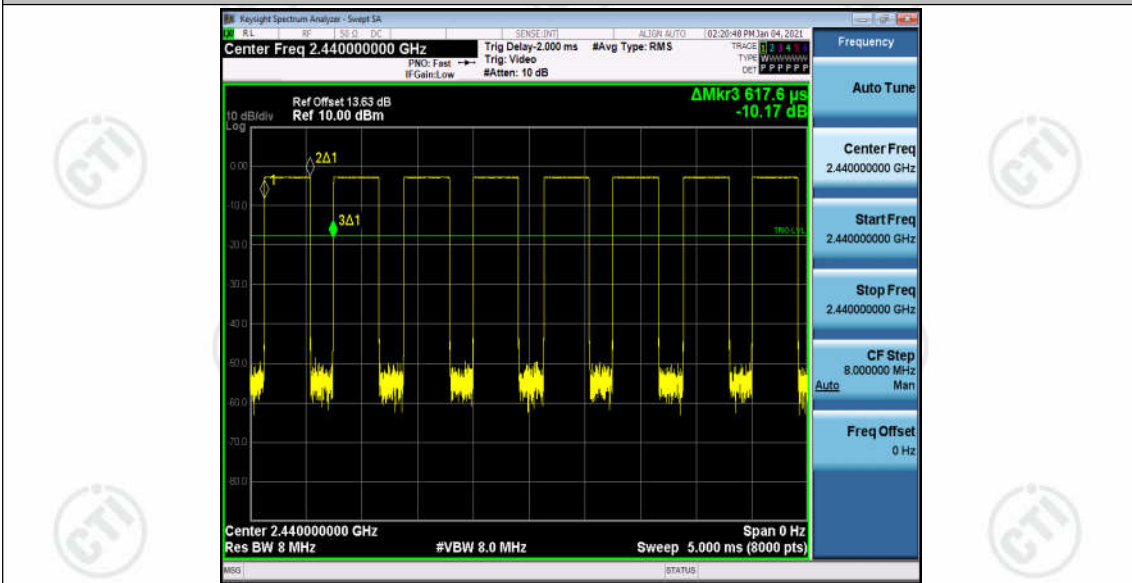 Keysight Spectrum Analyzer - Swept SA
RL RF 50 Ω DC SENSE:INT ALIGN AUTO 02:20:48 PM Jan 04, 2021
Center Freq 2.440000000 GHz
PNO: Fast
IFGain:Low
Trig Delay-2.000 ms
Trig: Video
#Atten: 10 dB
#Avg Type: RMS
TRACE 1 2 3 4 5 6
TYPE WWWWWW
DET P P P P P P
Ref Offset 13.63 dB
10 dB/div Ref 10.00 dBm
Log
ΔMkr3 617.6 µs
-10.17 dB
0.00
-10.0
-20.0
-30.0
-40.0
-50.0
-60.0
-70.0
-80.0
1
2Δ1
3Δ1
TRIG LVL
Center 2.440000000 GHz Span 0 Hz
Res BW 8 MHz #VBW 8.0 MHz Sweep 5.000 ms (8000 pts)
MSG STATUS
Frequency
Auto Tune
Center Freq
2.440000000 GHz
Start Freq
2.440000000 GHz
Stop Freq
2.440000000 GHz
CF Step
8.000000 MHz
Auto Man
Freq Offset
0 Hz
CTI
CTI
CTI
CTI